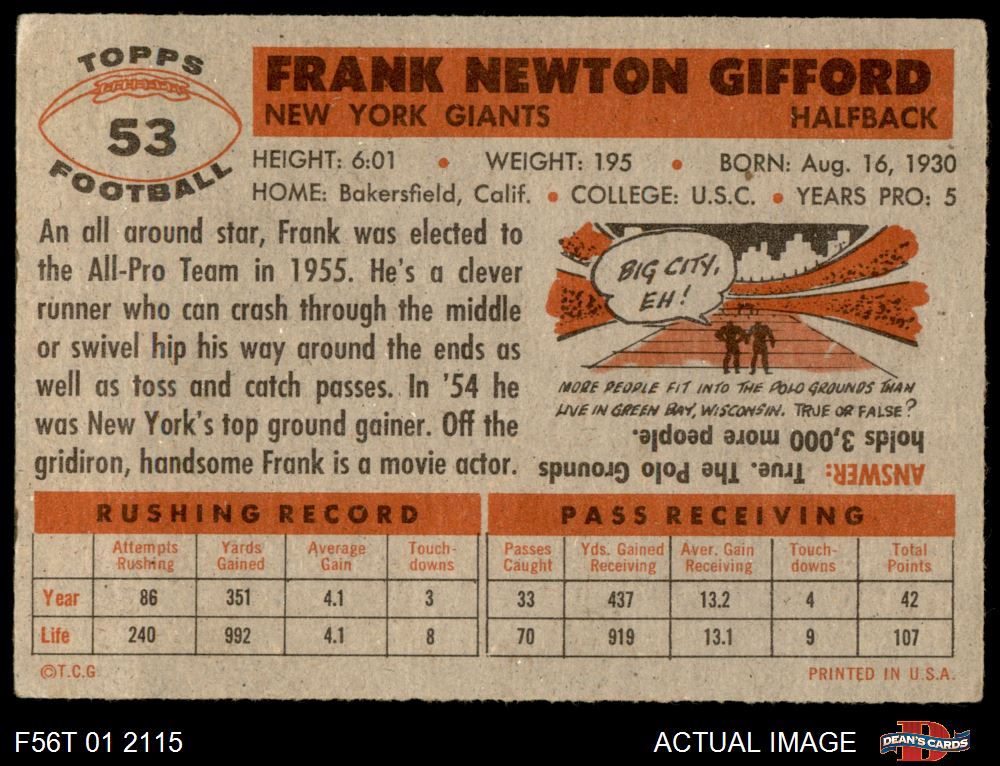 TOPPS
53
FOOTBALL
FRANK NEWTON GIFFORD
NEW YORK GIANTS HALFBACK
HEIGHT: 6:01 • WEIGHT: 195 • BORN: Aug. 16, 1930
HOME: Bakersfield, Calif. • COLLEGE: U.S.C. • YEARS PRO: 5
An all around star, Frank was elected to
the All-Pro Team in 1955. He's a clever
runner who can crash through the middle
or swivel hip his way around the ends as
well as toss and catch passes. In '54 he
was New York's top ground gainer. Off the
gridiron, handsome Frank is a movie actor.
BIG CITY,
EH!
MORE PEOPLE FIT INTO THE POLO GROUNDS THAN
LIVE IN GREEN BAY, WISCONSIN. TRUE OR FALSE?
ANSWER: True. The Polo Grounds
holds 3,000 more people.
RUSHING RECORD
Attempts Rushing Yards Gained Average Gain Touch-downs
Year 86 351 4.1 3
Life 240 992 4.1 8
PASS RECEIVING
Passes Caught Yds. Gained Receiving Aver. Gain Receiving Touch-downs Total Points
33 437 13.2 4 42
70 919 13.1 9 107
©T.C.G. PRINTED IN U.S.A.
F56T 01 2115 ACTUAL IMAGE DEAN'S CARDS